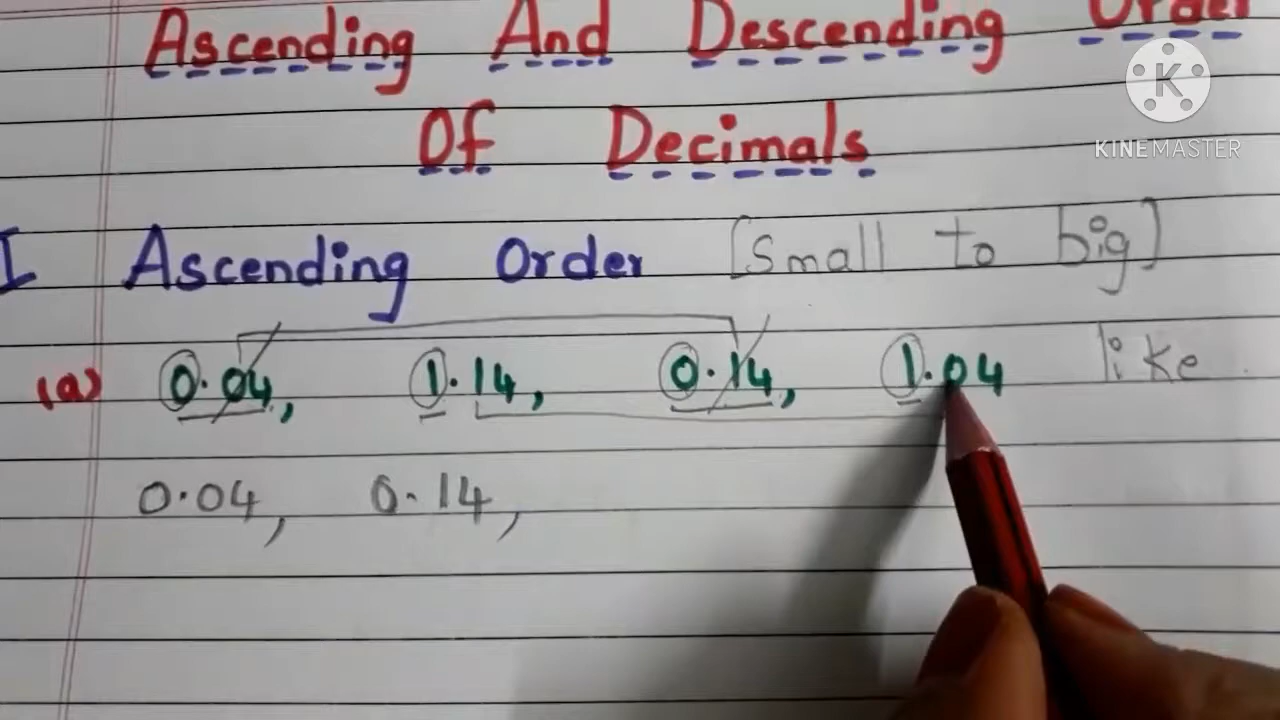 Ascending And Descending Order
Of Decimals
K
KINEMASTER
I Ascending Order [Small to big]
(a) 0.04, 1.14, 0.14, 1.04 like
0.04, 0.14,